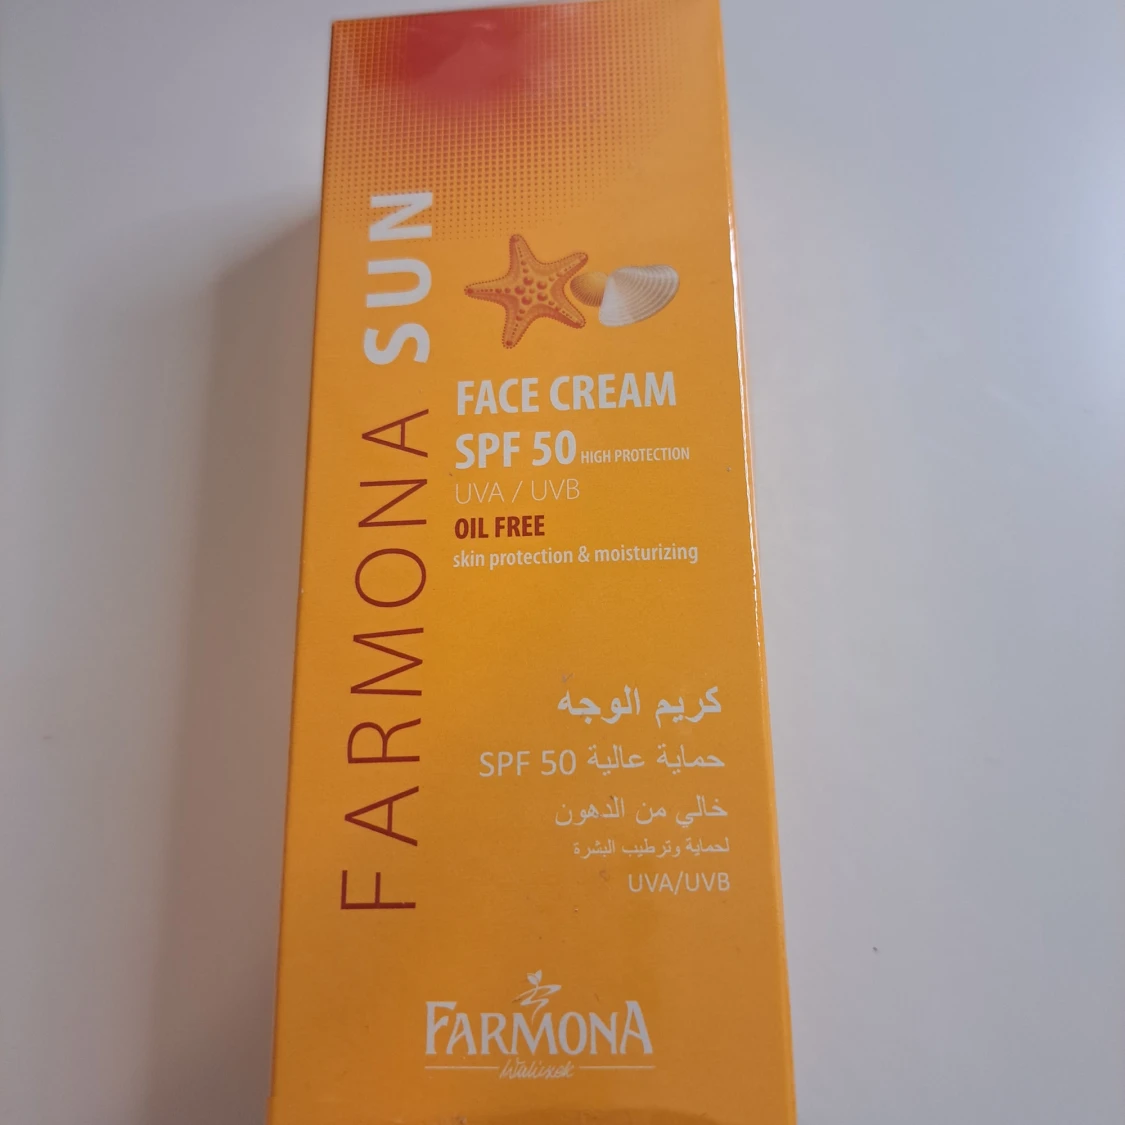 FARMONA SUN
FACE CREAM
SPF 50 HIGH PROTECTION
UVA / UVB
OIL FREE
skin protection & moisturizing
كريم الوجه
حماية عالية SPF 50
خالي من الدهون
لحماية وترطيب البشرة
UVA/UVB
FARMONA
Waliczek